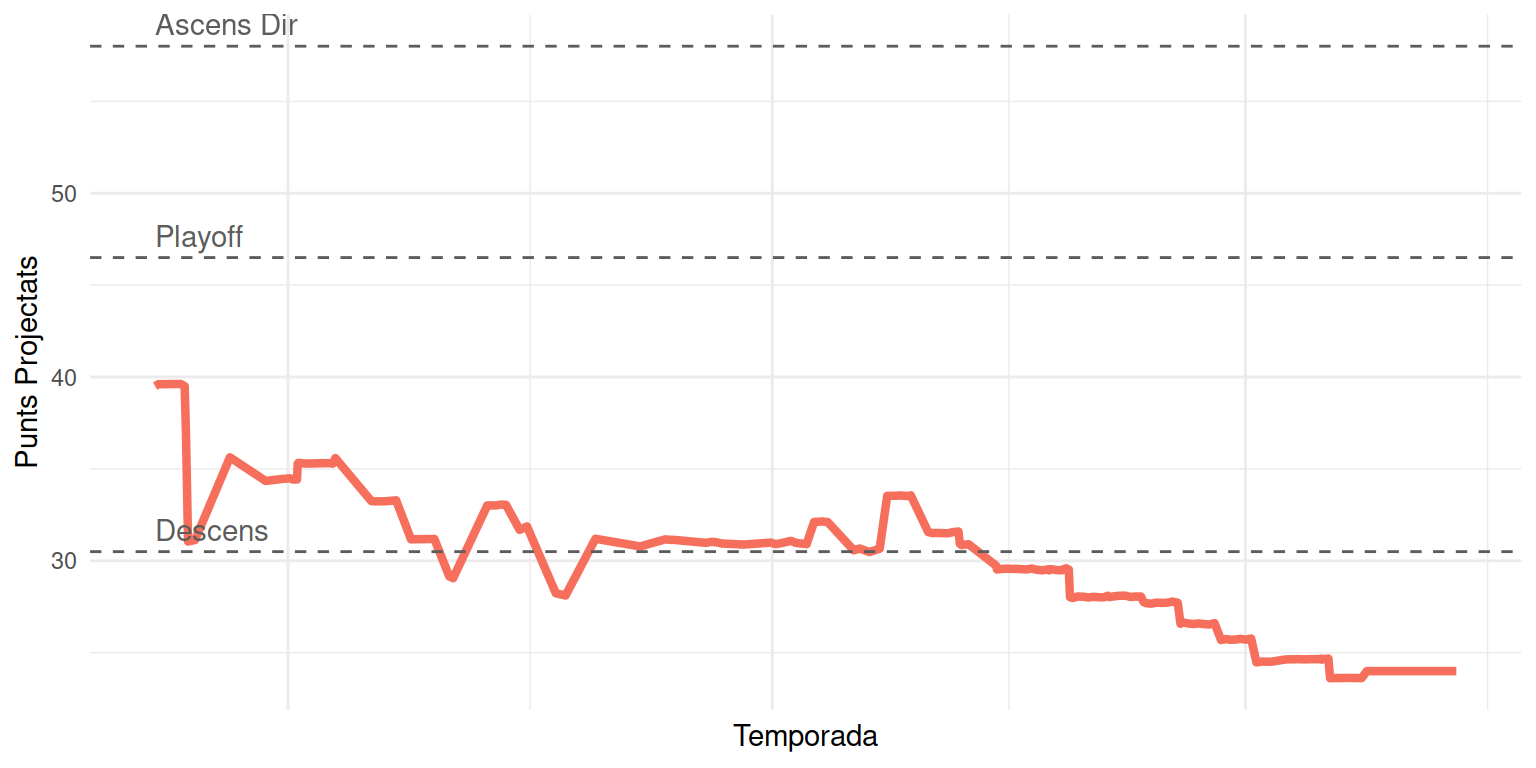 Ascens Dir
50
Playoff
Punts Projectats
40
Descens
30
Temporada